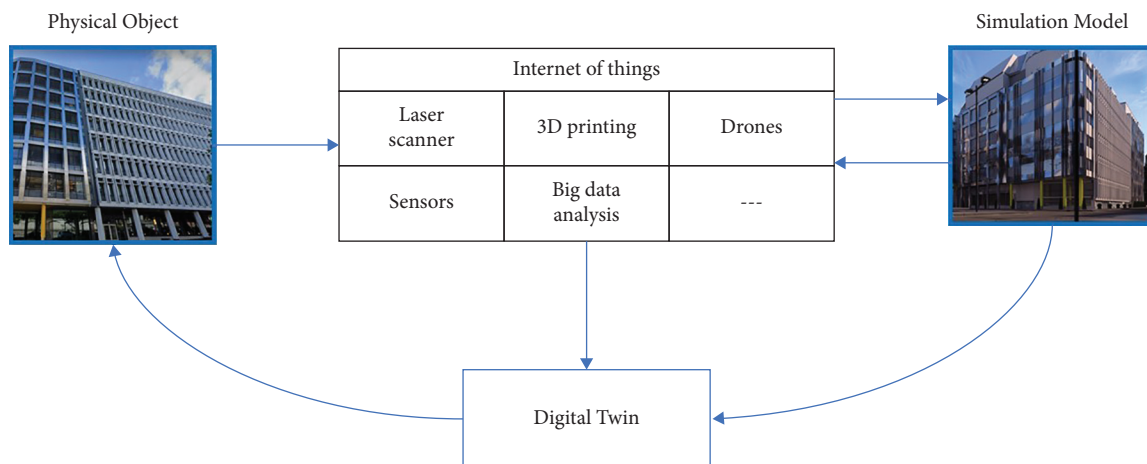 Physical Object
Simulation Model
Internet of things
Laser
scanner
3D printing
Drones
Sensors
Big data
analysis
---
Digital Twin